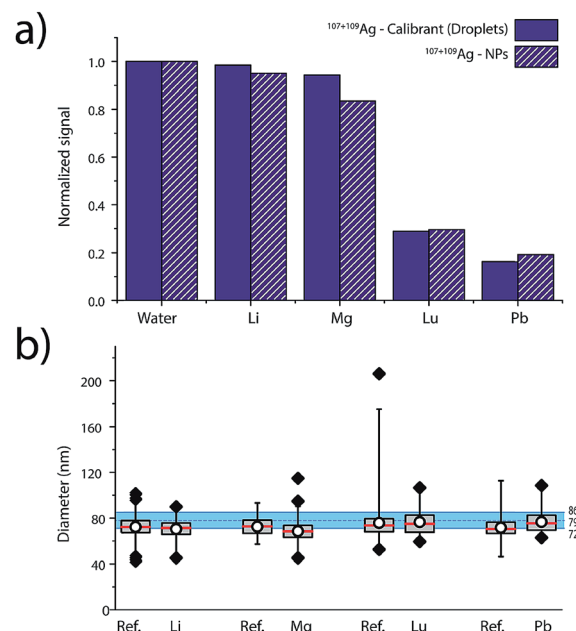 a)
¹⁰⁷⁺¹⁰⁹Ag - Calibrant (Droplets)
¹⁰⁷⁺¹⁰⁹Ag - NPs
Normalized signal
1.0
0.8
0.6
0.4
0.2
0.0
Water Li Mg Lu Pb
b)
Diameter (nm)
200
160
120
80
40
0
86
79
72
Ref. Li Ref. Mg Ref. Lu Ref. Pb